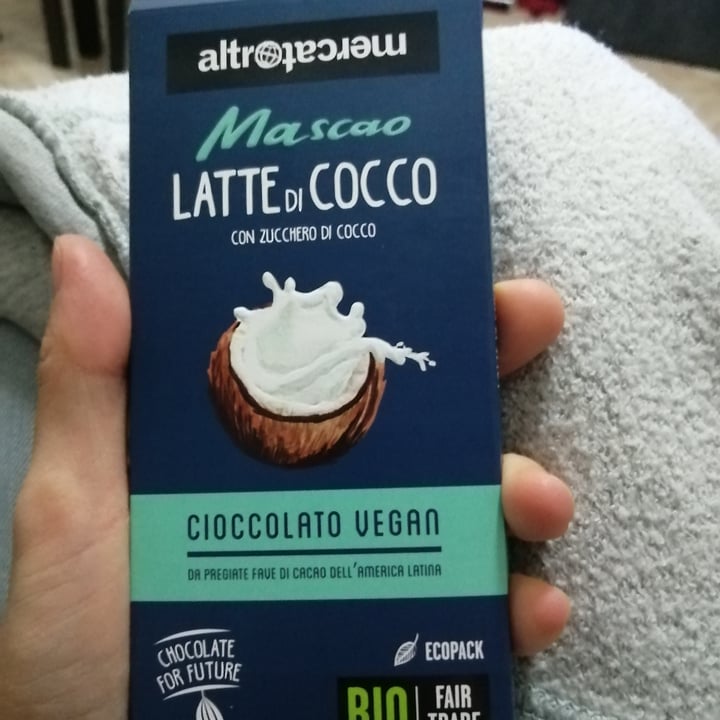 altromercato
Mascao
LATTE DI COCCO
CON ZUCCHERO DI COCCO
CIOCCOLATO VEGAN
DA PREGIATE FAVE DI CACAO DELL'AMERICA LATINA
CHOCOLATE
FOR FUTURE
ECOPACK
BIO
FAIR
TRADE